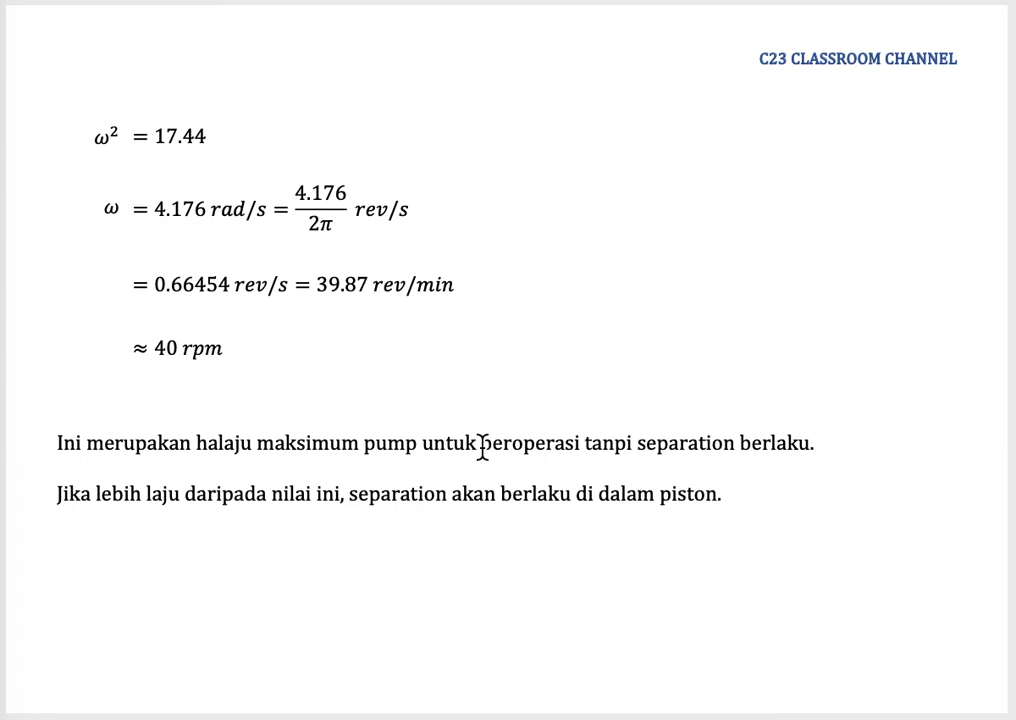 C23 CLASSROOM CHANNEL
ω² = 17.44
ω = 4.176 rad/s = 4.176/2π rev/s
= 0.66454 rev/s = 39.87 rev/min
≈ 40 rpm
Ini merupakan halaju maksimum pump untuk beroperasi tanpi separation berlaku.
Jika lebih laju daripada nilai ini, separation akan berlaku di dalam piston.